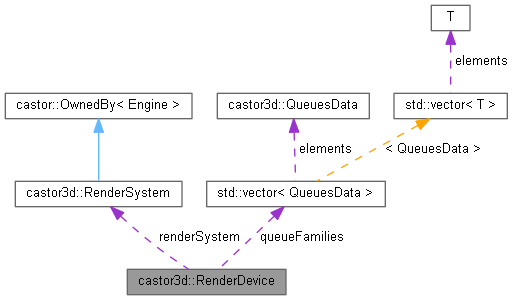 T
elements
castor::OwnedBy< Engine >
castor3d::QueuesData
std::vector< T >
elements
< QueuesData >
castor3d::RenderSystem
std::vector< QueuesData >
renderSystem
queueFamilies
castor3d::RenderDevice